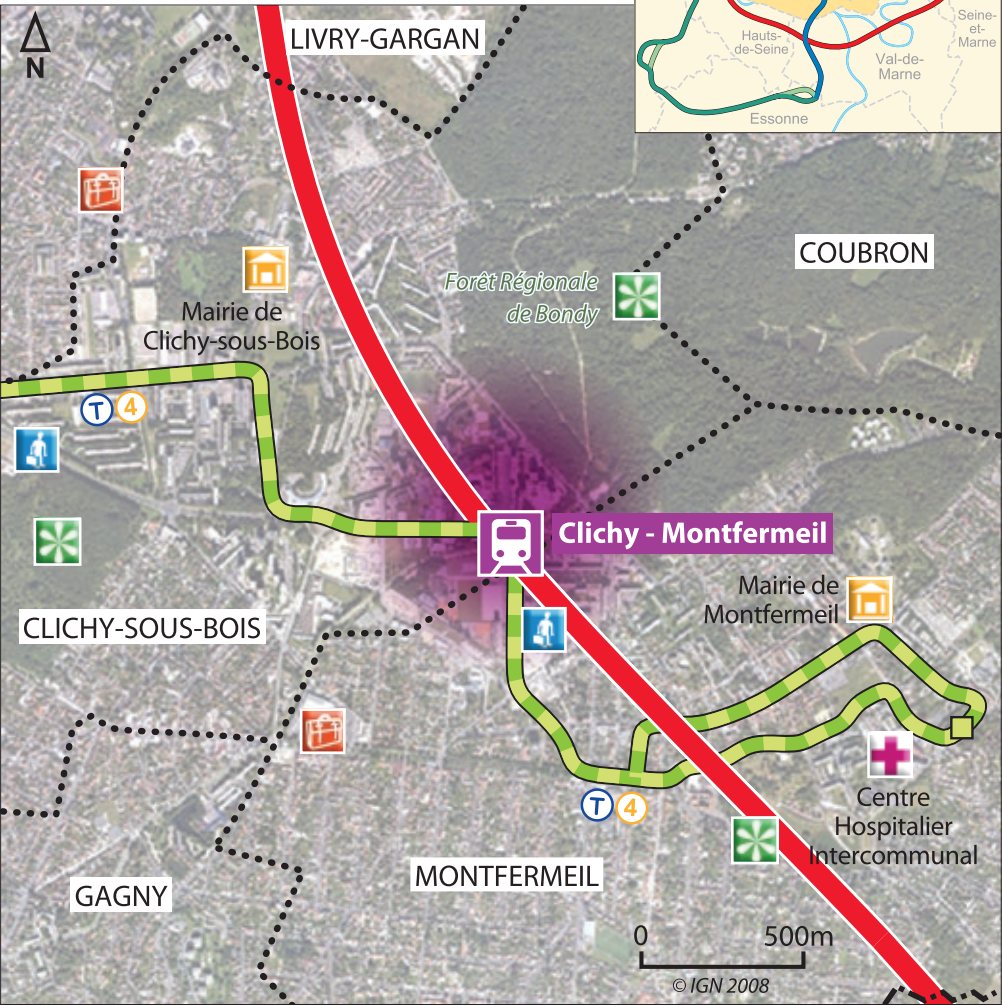 N
LIVRY-GARGAN
Hauts-
de-Seine
Seine-
et-
Marne
Val-de-
Marne
Essonne
COUBRON
Forêt Régionale
de Bondy
Mairie de
Clichy-sous-Bois
T 4
Clichy - Montfermeil
Mairie de
Montfermeil
CLICHY-SOUS-BOIS
T 4
Centre
Hospitalier
Intercommunal
MONTFERMEIL
GAGNY
0 500m
© IGN 2008